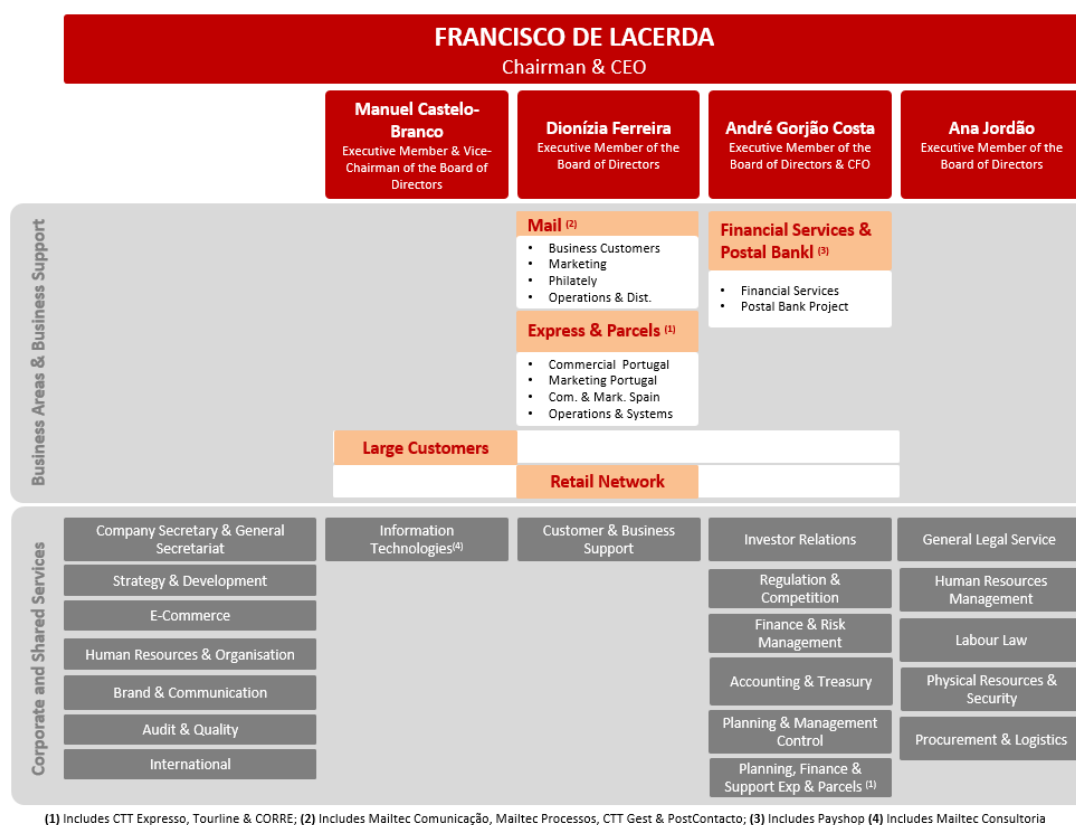 FRANCISCO DE LACERDA
Chairman & CEO
Manuel Castelo-
Branco
Executive Member & Vice-
Chairman of the Board of
Directors
Dionízia Ferreira
Executive Member of the
Board of Directors
André Gorjão Costa
Executive Member of the
Board of Directors & CFO
Ana Jordão
Executive Member of the
Board of Directors
Business Areas & Business Support
Mail (2)
• Business Customers
• Marketing
• Philately
• Operations & Dist.
Express & Parcels (1)
• Commercial Portugal
• Marketing Portugal
• Com. & Mark. Spain
• Operations & Systems
Financial Services &
Postal Bankl (3)
• Financial Services
• Postal Bank Project
Large Customers
Retail Network
Corporate and Shared Services
Company Secretary & General
Secretariat
Strategy & Development
E-Commerce
Human Resources & Organisation
Brand & Communication
Audit & Quality
International
Information
Technologies(4)
Customer & Business
Support
Investor Relations
Regulation &
Competition
Finance & Risk
Management
Accounting & Treasury
Planning & Management
Control
Planning, Finance &
Support Exp & Parcels (1)
General Legal Service
Human Resources
Management
Labour Law
Physical Resources &
Security
Procurement & Logistics
(1) Includes CTT Expresso, Tourline & CORRE; (2) Includes Mailtec Comunicação, Mailtec Processos, CTT Gest & PostContacto; (3) Includes Payshop (4) Includes Mailtec Consultoria